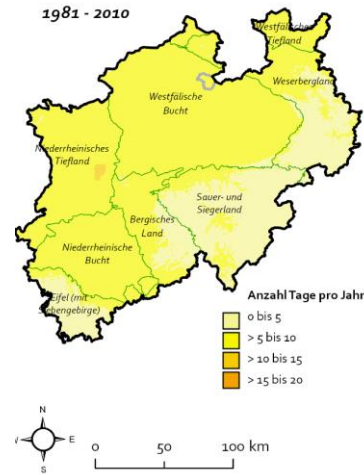 1981 - 2010
Westfälisches
Tiefland
Weserbergland
Westfälische
Bucht
Niederrheinisches
Tiefland
Sauer- und
Siegerland
Bergisches
Land
Niederrheinische
Bucht
Eifel (mit
Siebengebirge)
Anzahl Tage pro Jahr
0 bis 5
> 5 bis 10
> 10 bis 15
> 15 bis 20
N
E
S
0 50 100 km